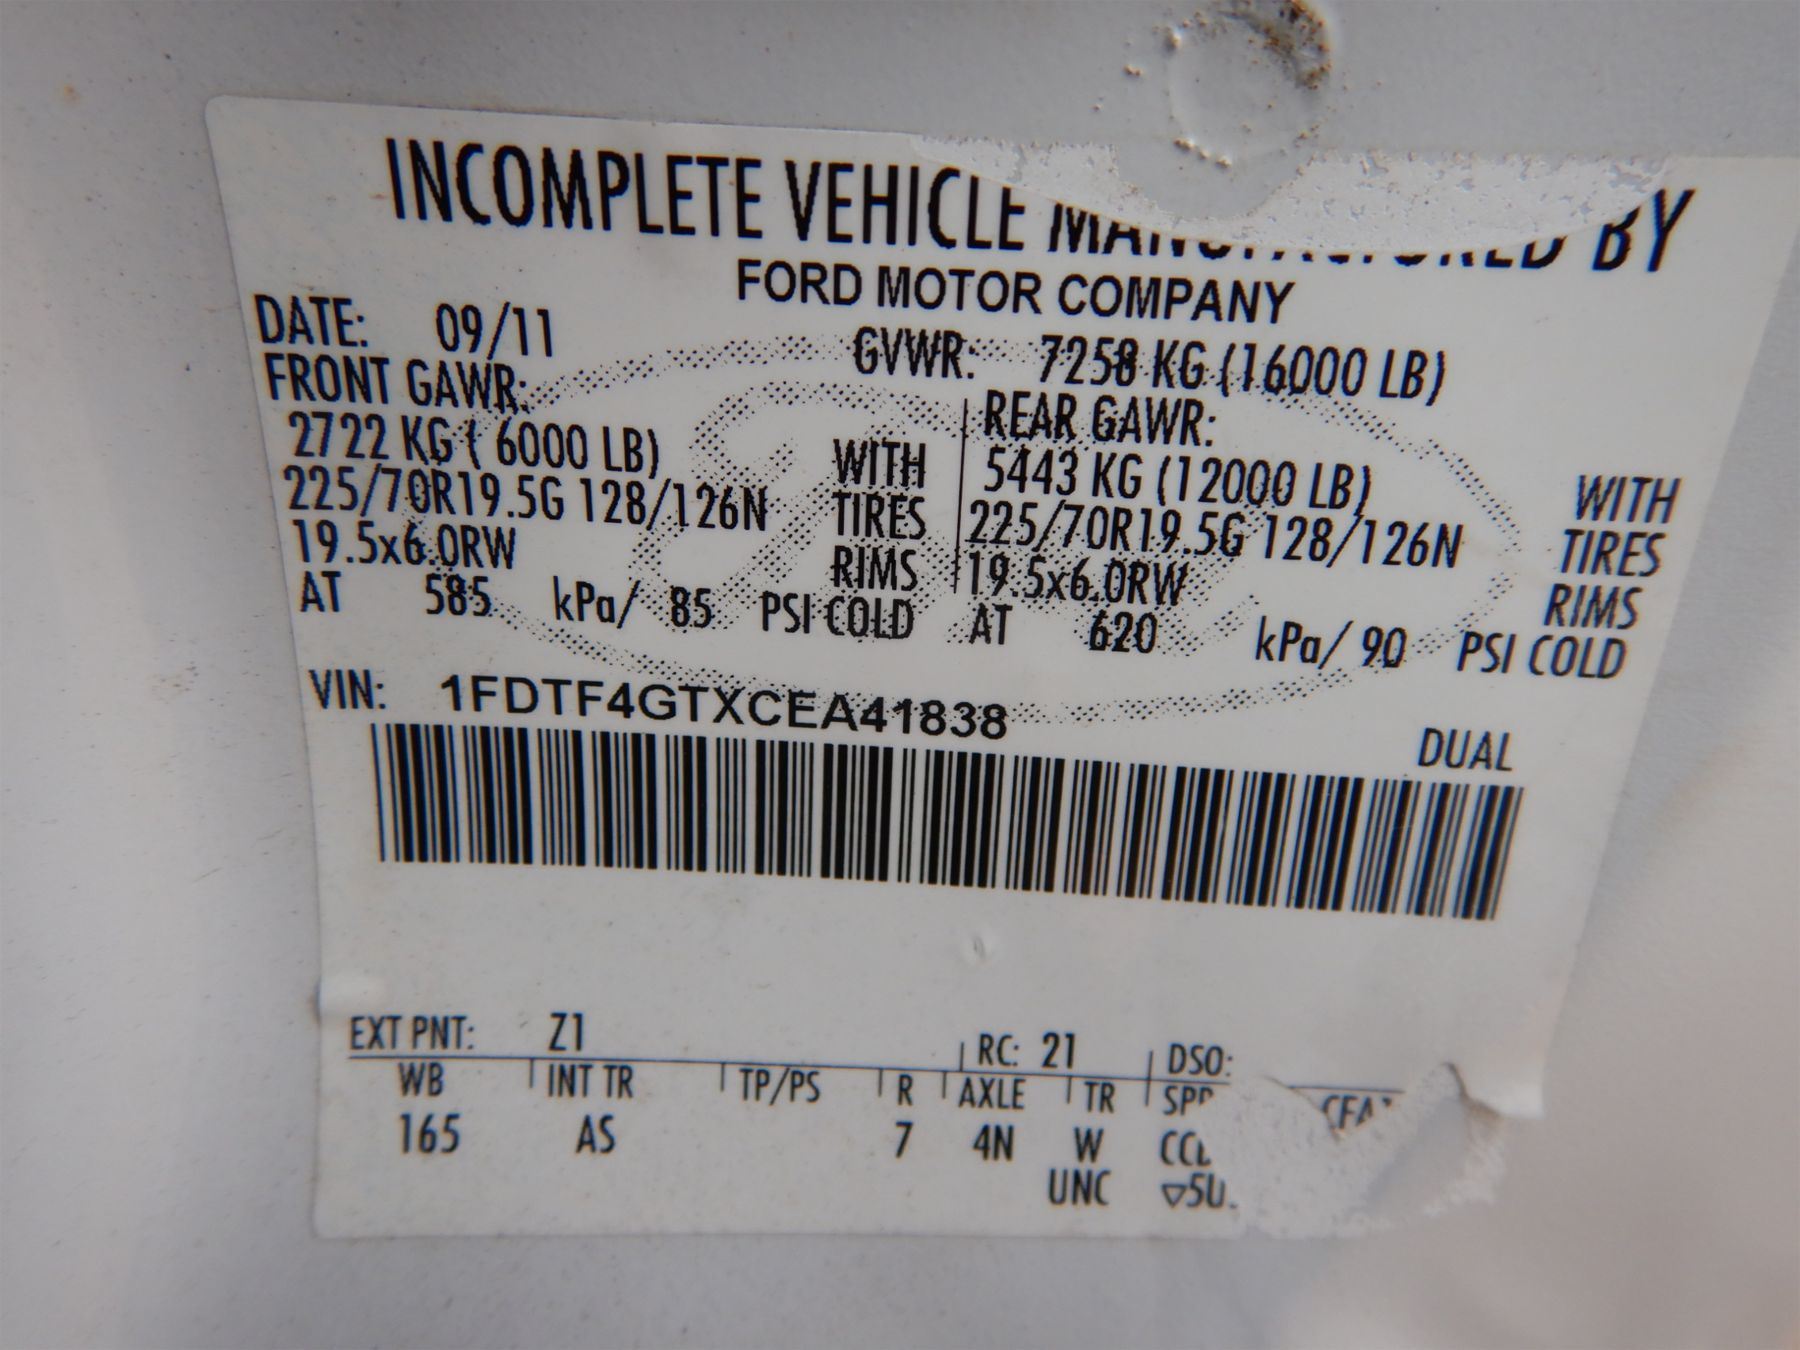 INCOMPLETE VEHICLE MANUFACTURED BY
FORD MOTOR COMPANY
DATE: 09/11 GVWR: 7258 KG (16000 LB)
FRONT GAWR: REAR GAWR:
2722 KG ( 6000 LB) WITH 5443 KG (12000 LB) WITH
225/70R19.5G 128/126N TIRES 225/70R19.5G 128/126N TIRES
19.5x6.0RW RIMS 19.5x6.0RW RIMS
AT 585 kPa/ 85 PSI COLD AT 620 kPa/ 90 PSI COLD
VIN: 1FDTF4GTXCEA41838
DUAL
EXT PNT: Z1 RC: 21 DSO:
WB INT TR TP/PS R AXLE TR
165 AS 7 4N W
UNC